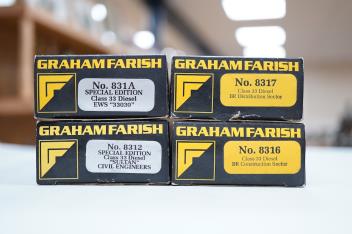 GRAHAM FARISH
No. 831A
SPECIAL EDITION
Class 33 Diesel
EWS "33030"
GRAHAM FARISH
No. 8317
Class 33 Diesel
BR Distribution Sector
GRAHAM FARISH
No. 8312
SPECIAL EDITION
Class 33 Diesel
"SULTAN"
CIVIL ENGINEERS
GRAHAM FARISH
No. 8316
Class 33 Diesel
BR Construction Sector